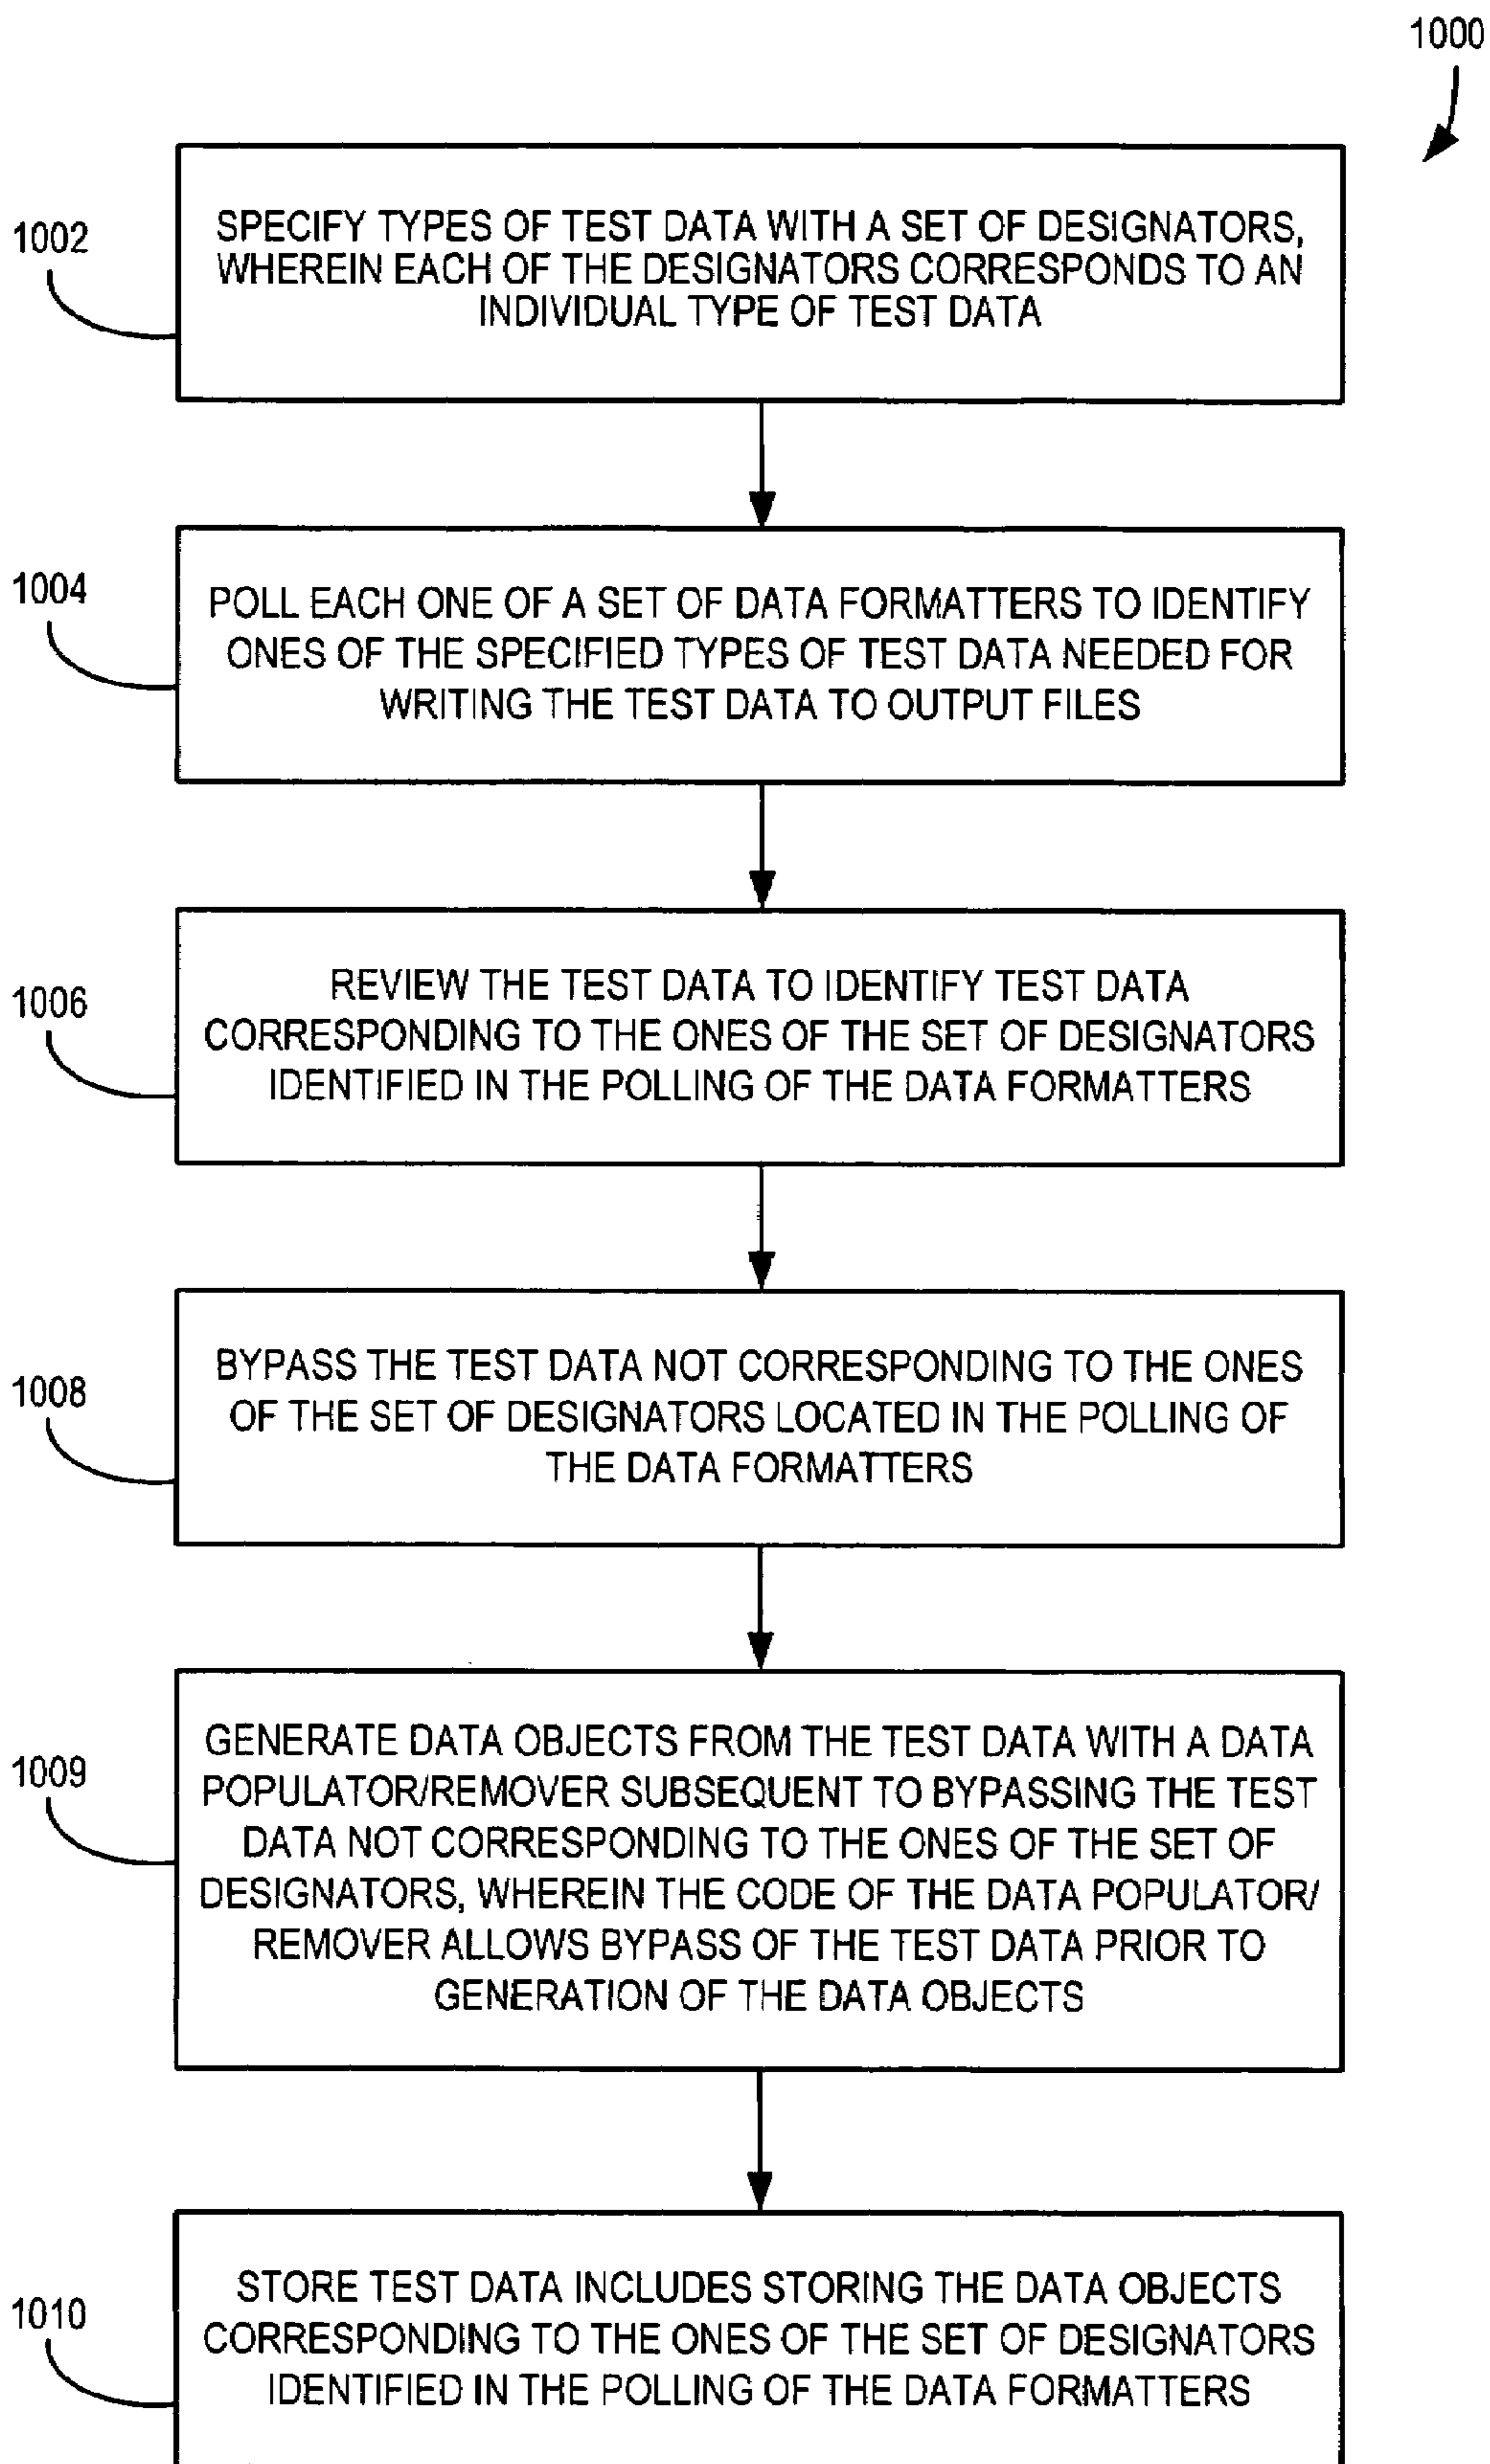 1000
1002
SPECIFY TYPES OF TEST DATA WITH A SET OF DESIGNATORS,
WHEREIN EACH OF THE DESIGNATORS CORRESPONDS TO AN
INDIVIDUAL TYPE OF TEST DATA
1004
POLL EACH ONE OF A SET OF DATA FORMATTERS TO IDENTIFY
ONES OF THE SPECIFIED TYPES OF TEST DATA NEEDED FOR
WRITING THE TEST DATA TO OUTPUT FILES
1006
REVIEW THE TEST DATA TO IDENTIFY TEST DATA
CORRESPONDING TO THE ONES OF THE SET OF DESIGNATORS
IDENTIFIED IN THE POLLING OF THE DATA FORMATTERS
1008
BYPASS THE TEST DATA NOT CORRESPONDING TO THE ONES
OF THE SET OF DESIGNATORS LOCATED IN THE POLLING OF
THE DATA FORMATTERS
1009
GENERATE DATA OBJECTS FROM THE TEST DATA WITH A DATA
POPULATOR/REMOVER SUBSEQUENT TO BYPASSING THE TEST
DATA NOT CORRESPONDING TO THE ONES OF THE SET OF
DESIGNATORS, WHEREIN THE CODE OF THE DATA POPULATOR/
REMOVER ALLOWS BYPASS OF THE TEST DATA PRIOR TO
GENERATION OF THE DATA OBJECTS
1010
STORE TEST DATA INCLUDES STORING THE DATA OBJECTS
CORRESPONDING TO THE ONES OF THE SET OF DESIGNATORS
IDENTIFIED IN THE POLLING OF THE DATA FORMATTERS